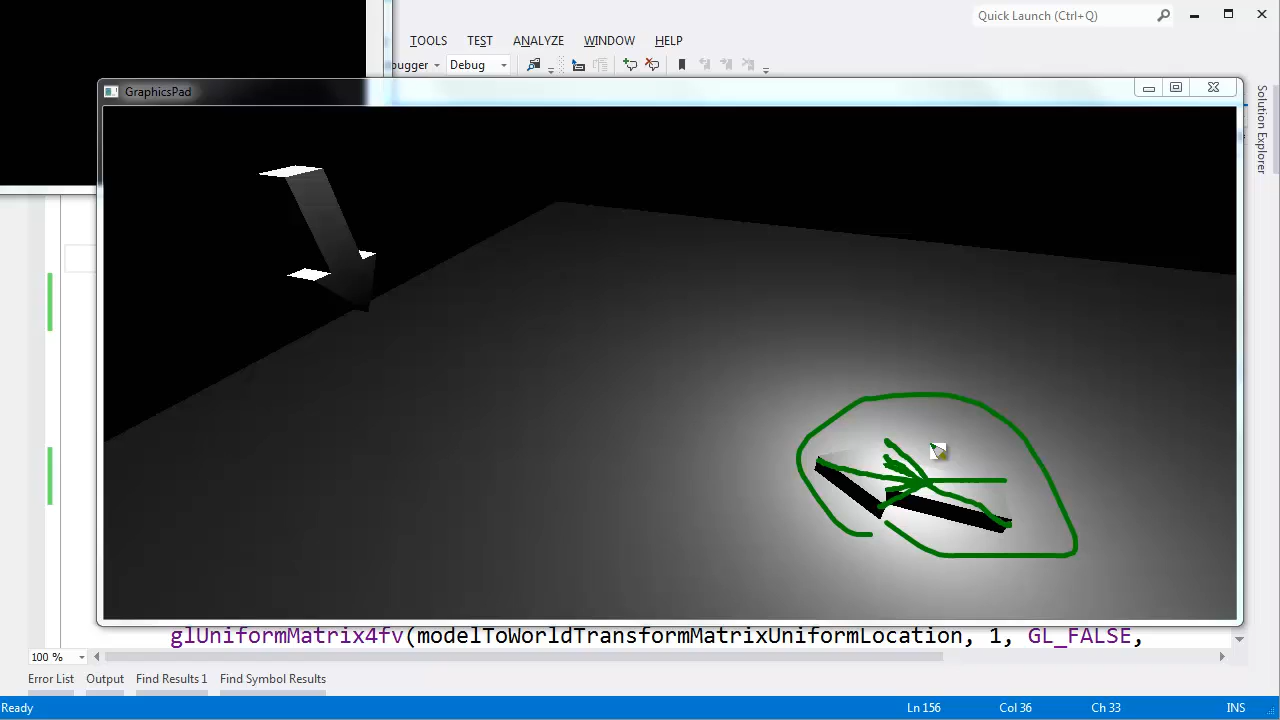 Quick Launch (Ctrl+Q)
TOOLS TEST ANALYZE WINDOW HELP
bugger Debug
GraphicsPad
Solution Explorer
glUniformMatrix4fv(modelToWorldTransformMatrixUniformLocation, 1, GL_FALSE,
100 %
Error List Output Find Results 1 Find Symbol Results
Ready Ln 156 Col 36 Ch 33 INS